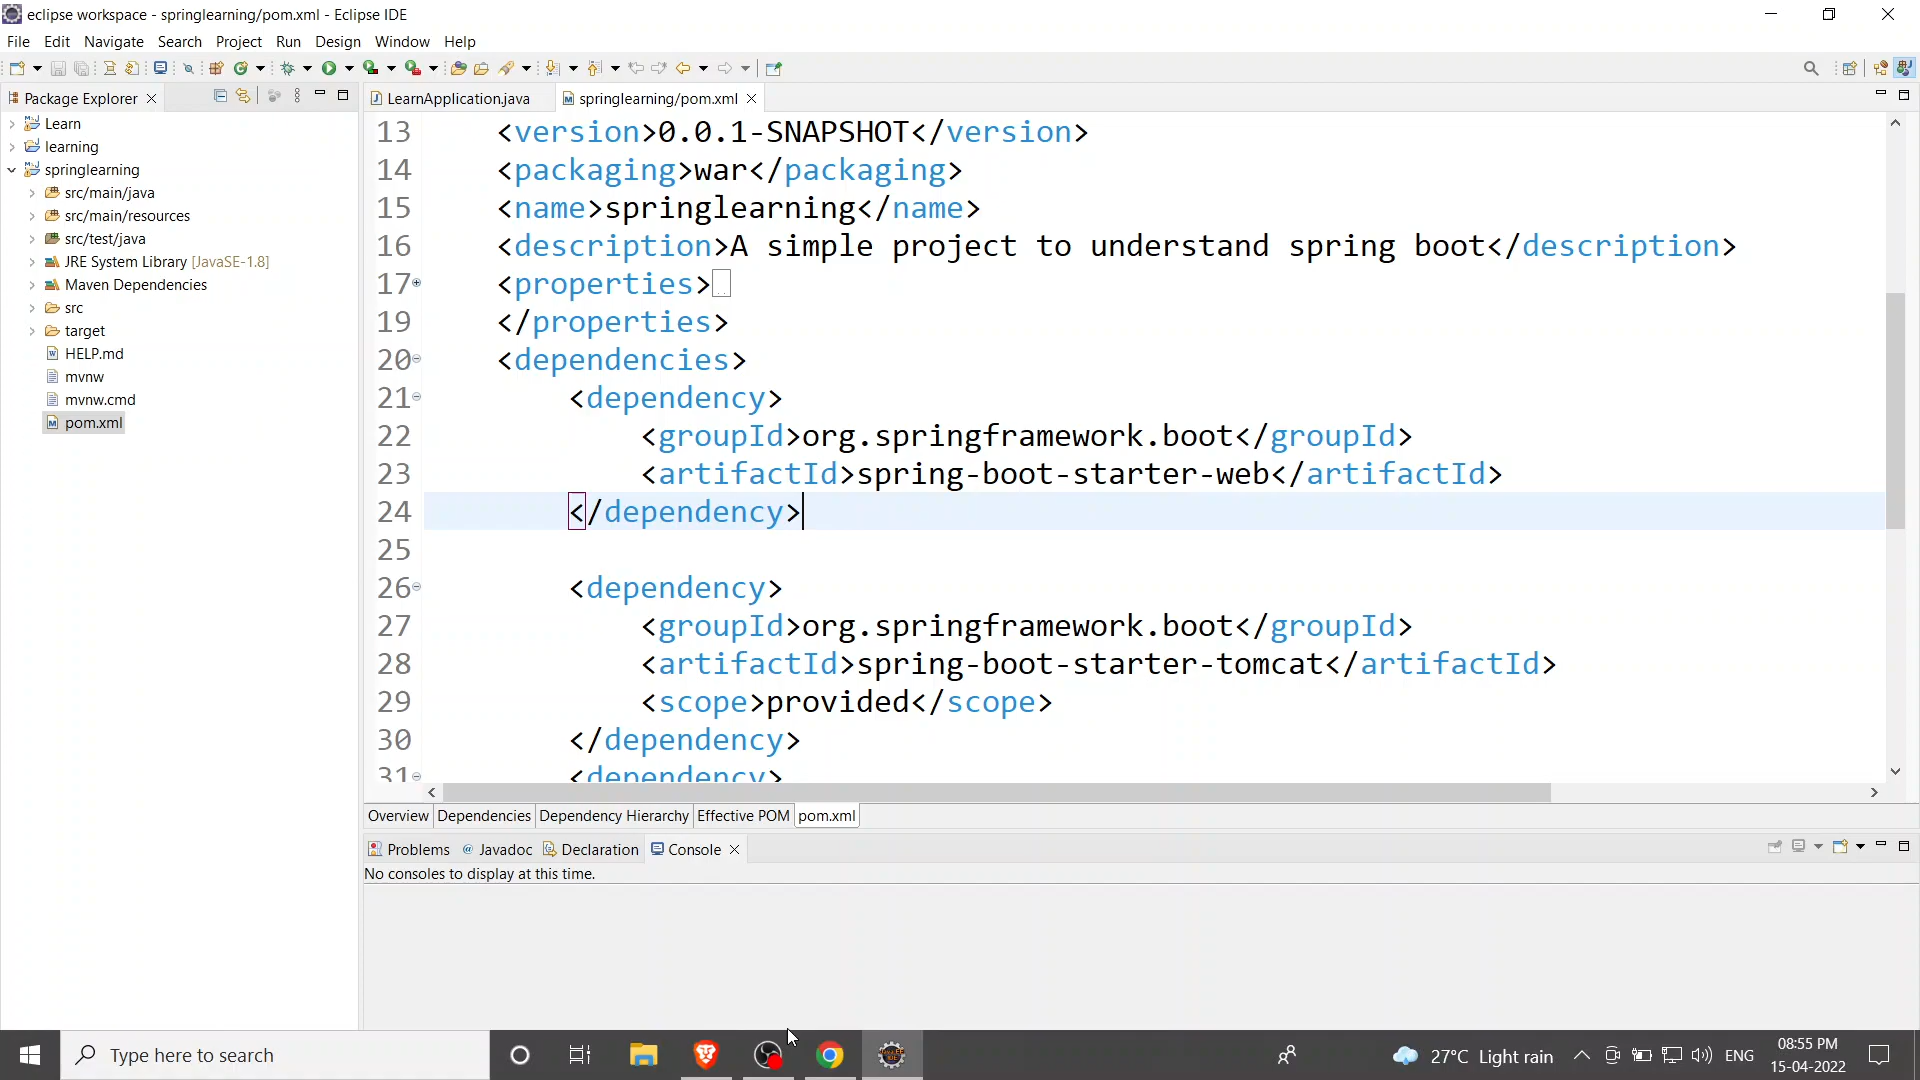 eclipse workspace - springlearning/pom.xml - Eclipse IDE
File Edit Navigate Search Project Run Design Window Help
Package Explorer
LearnApplication.java
springlearning/pom.xml
Learn
learning
springlearning
src/main/java
src/main/resources
src/test/java
JRE System Library [JavaSE-1.8]
Maven Dependencies
src
target
HELP.md
mvnw
mvnw.cmd
pom.xml
13 <version>0.0.1-SNAPSHOT</version>
14 <packaging>war</packaging>
15 <name>springlearning</name>
16 <description>A simple project to understand spring boot</description>
17 <properties>
19 </properties>
20 <dependencies>
21 <dependency>
22 <groupId>org.springframework.boot</groupId>
23 <artifactId>spring-boot-starter-web</artifactId>
24 </dependency>
25
26 <dependency>
27 <groupId>org.springframework.boot</groupId>
28 <artifactId>spring-boot-starter-tomcat</artifactId>
29 <scope>provided</scope>
30 </dependency>
31 <dependency>
Overview Dependencies Dependency Hierarchy Effective POM pom.xml
Problems @ Javadoc Declaration Console
No consoles to display at this time.
Type here to search
27°C Light rain
ENG
08:55 PM
15-04-2022